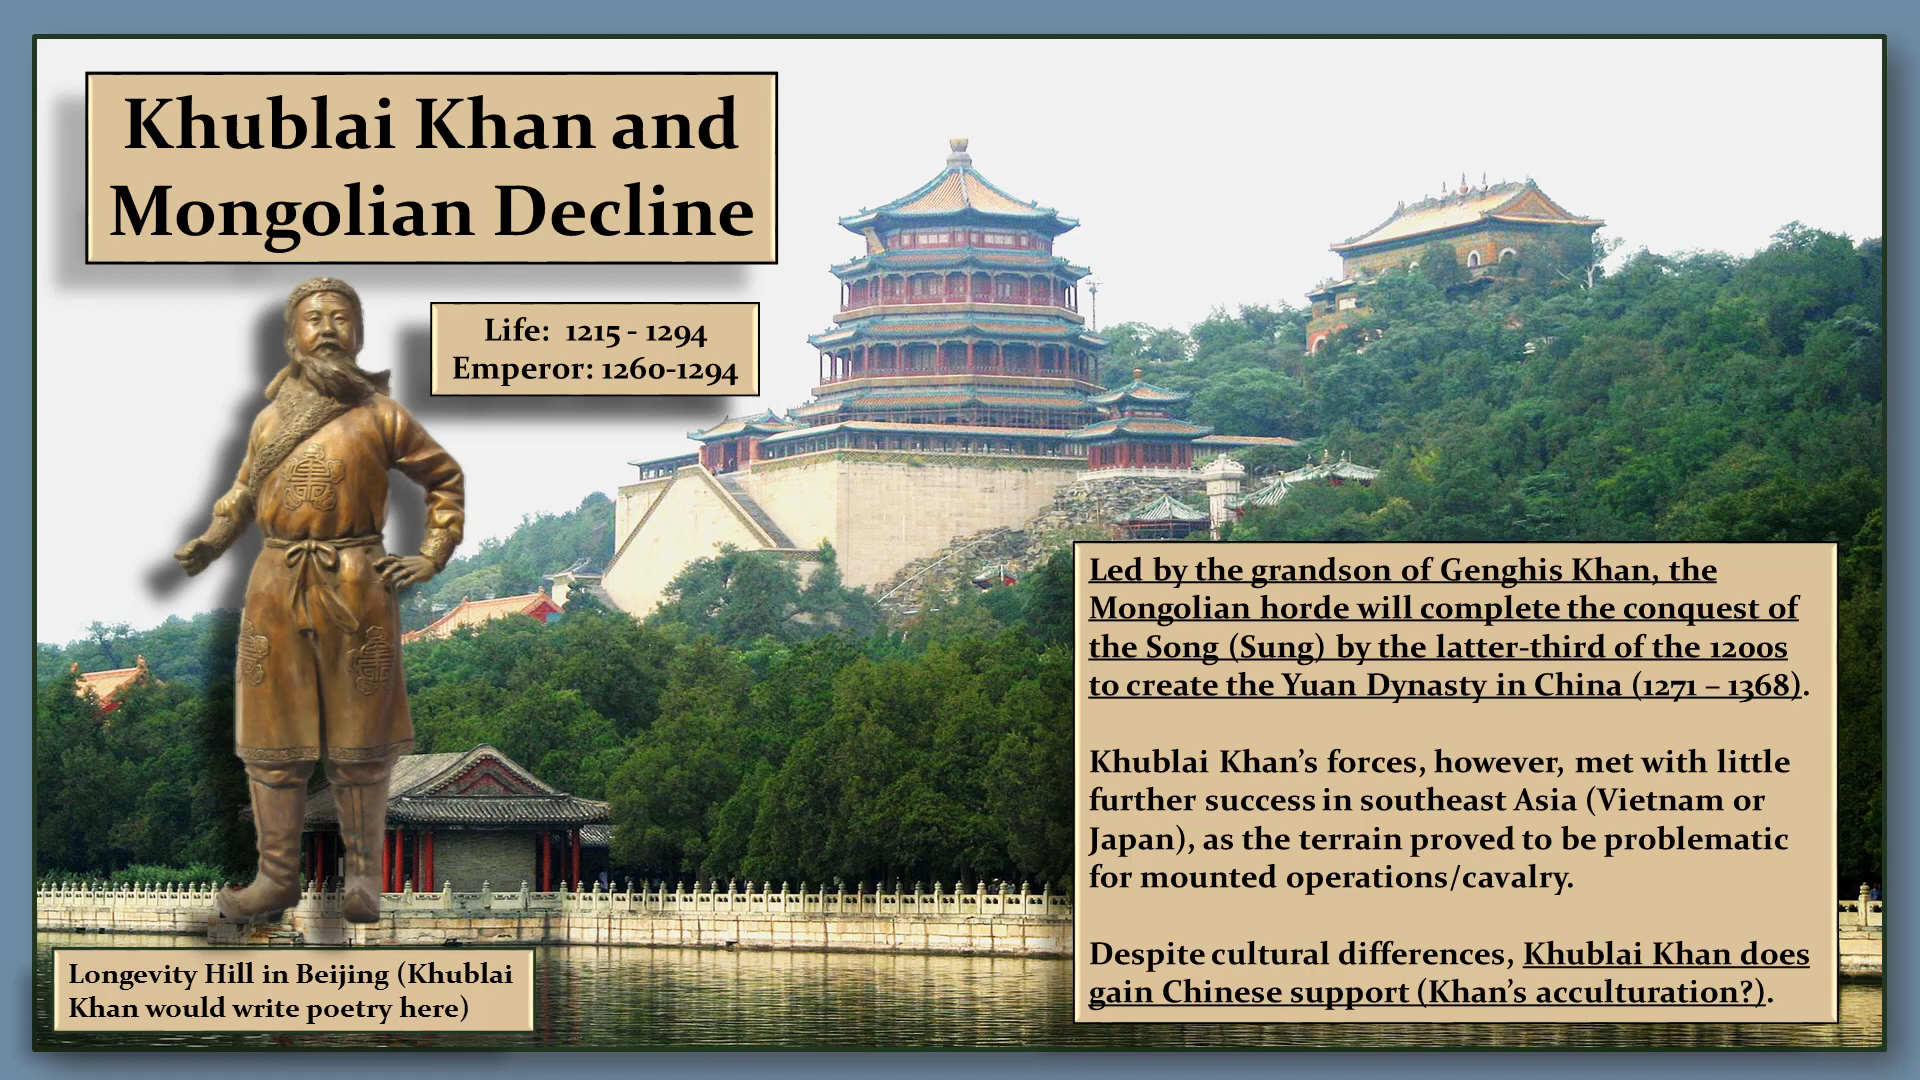 Khublai Khan and
Mongolian Decline
Life:  1215 - 1294
Emperor: 1260-1294
Led by the grandson of Genghis Khan, the
Mongolian horde will complete the conquest of
the Song (Sung) by the latter-third of the 1200s
to create the Yuan Dynasty in China (1271 – 1368).
Khublai Khan’s forces, however, met with little
further success in southeast Asia (Vietnam or
Japan), as the terrain proved to be problematic
for mounted operations/cavalry.
Despite cultural differences, Khublai Khan does
gain Chinese support (Khan’s acculturation?).
Longevity Hill in Beijing (Khublai
Khan would write poetry here)